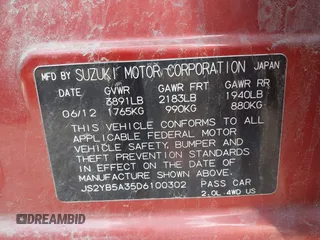 MFD BY SUZUKI MOTOR CORPORATION JAPAN
DATE GVWR GAWR FRT GAWR RR
3891LB 2183LB 1940LB
06/12 1765KG 990KG 880KG
THIS VEHICLE CONFORMS TO ALL
APPLICABLE FEDERAL MOTOR
VEHICLE SAFETY, BUMPER AND
THEFT PREVENTION STANDARDS
IN EFFECT ON THE DATE OF
MANUFACTURE SHOWN ABOVE.
JS2YB5A35D6100302 PASS CAR
2.0L 4WD US
DREAMBID